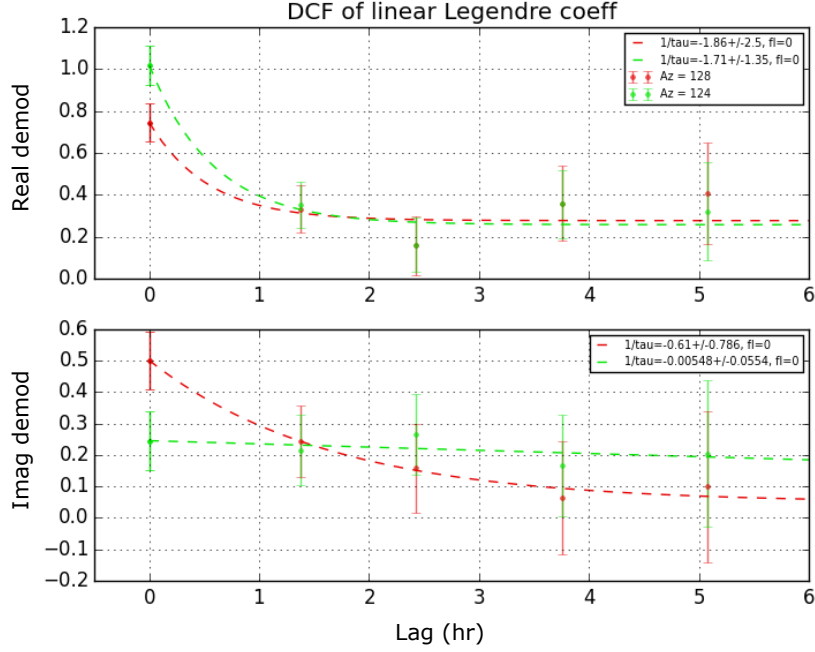 DCF of linear Legendre coeff
1.2
1.0
0.8
0.6
0.4
0.2
0.0
Real demod
1/tau=-1.86+/-2.5, fl=0
1/tau=-1.71+/-1.35, fl=0
Az = 128
Az = 124
0 1 2 3 4 5 6
0.6
0.5
0.4
0.3
0.2
0.1
0.0
−0.1
−0.2
Imag demod
1/tau=-0.61+/-0.786, fl=0
1/tau=-0.00548+/-0.0554, fl=0
0 1 2 3 4 5 6
Lag (hr)